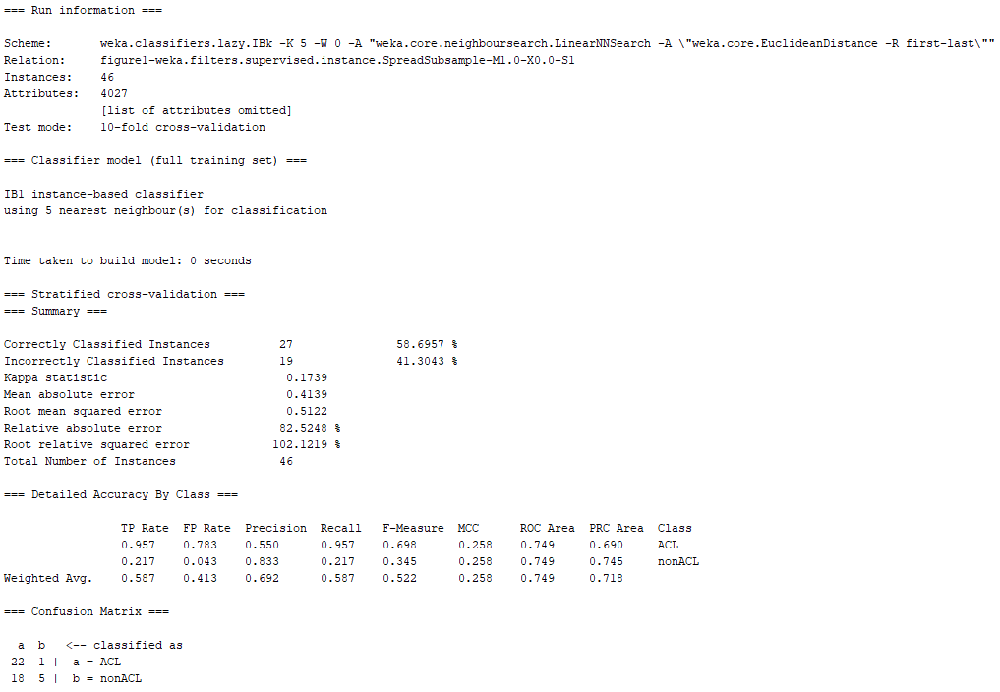 === Run information ===
Scheme: weka.classifiers.lazy.IBk -K 5 -W 0 -A "weka.core.neighboursearch.LinearNNSearch -A \"weka.core.EuclideanDistance -R first-last\""
Relation: figure1-weka.filters.supervised.instance.SpreadSubsample-M1.0-X0.0-S1
Instances: 46
Attributes: 4027
[list of attributes omitted]
Test mode: 10-fold cross-validation
=== Classifier model (full training set) ===
IB1 instance-based classifier
using 5 nearest neighbour(s) for classification
Time taken to build model: 0 seconds
=== Stratified cross-validation ===
=== Summary ===
Correctly Classified Instances 27 58.6957 %
Incorrectly Classified Instances 19 41.3043 %
Kappa statistic 0.1739
Mean absolute error 0.4139
Root mean squared error 0.5122
Relative absolute error 82.5248 %
Root relative squared error 102.1219 %
Total Number of Instances 46
=== Detailed Accuracy By Class ===
TP Rate FP Rate Precision Recall F-Measure MCC ROC Area PRC Area Class
0.957 0.783 0.550 0.957 0.698 0.258 0.749 0.690 ACL
0.217 0.043 0.833 0.217 0.345 0.258 0.749 0.745 nonACL
Weighted Avg. 0.587 0.413 0.692 0.587 0.522 0.258 0.749 0.718
=== Confusion Matrix ===
a b <-- classified as
22 1 | a = ACL
18 5 | b = nonACL